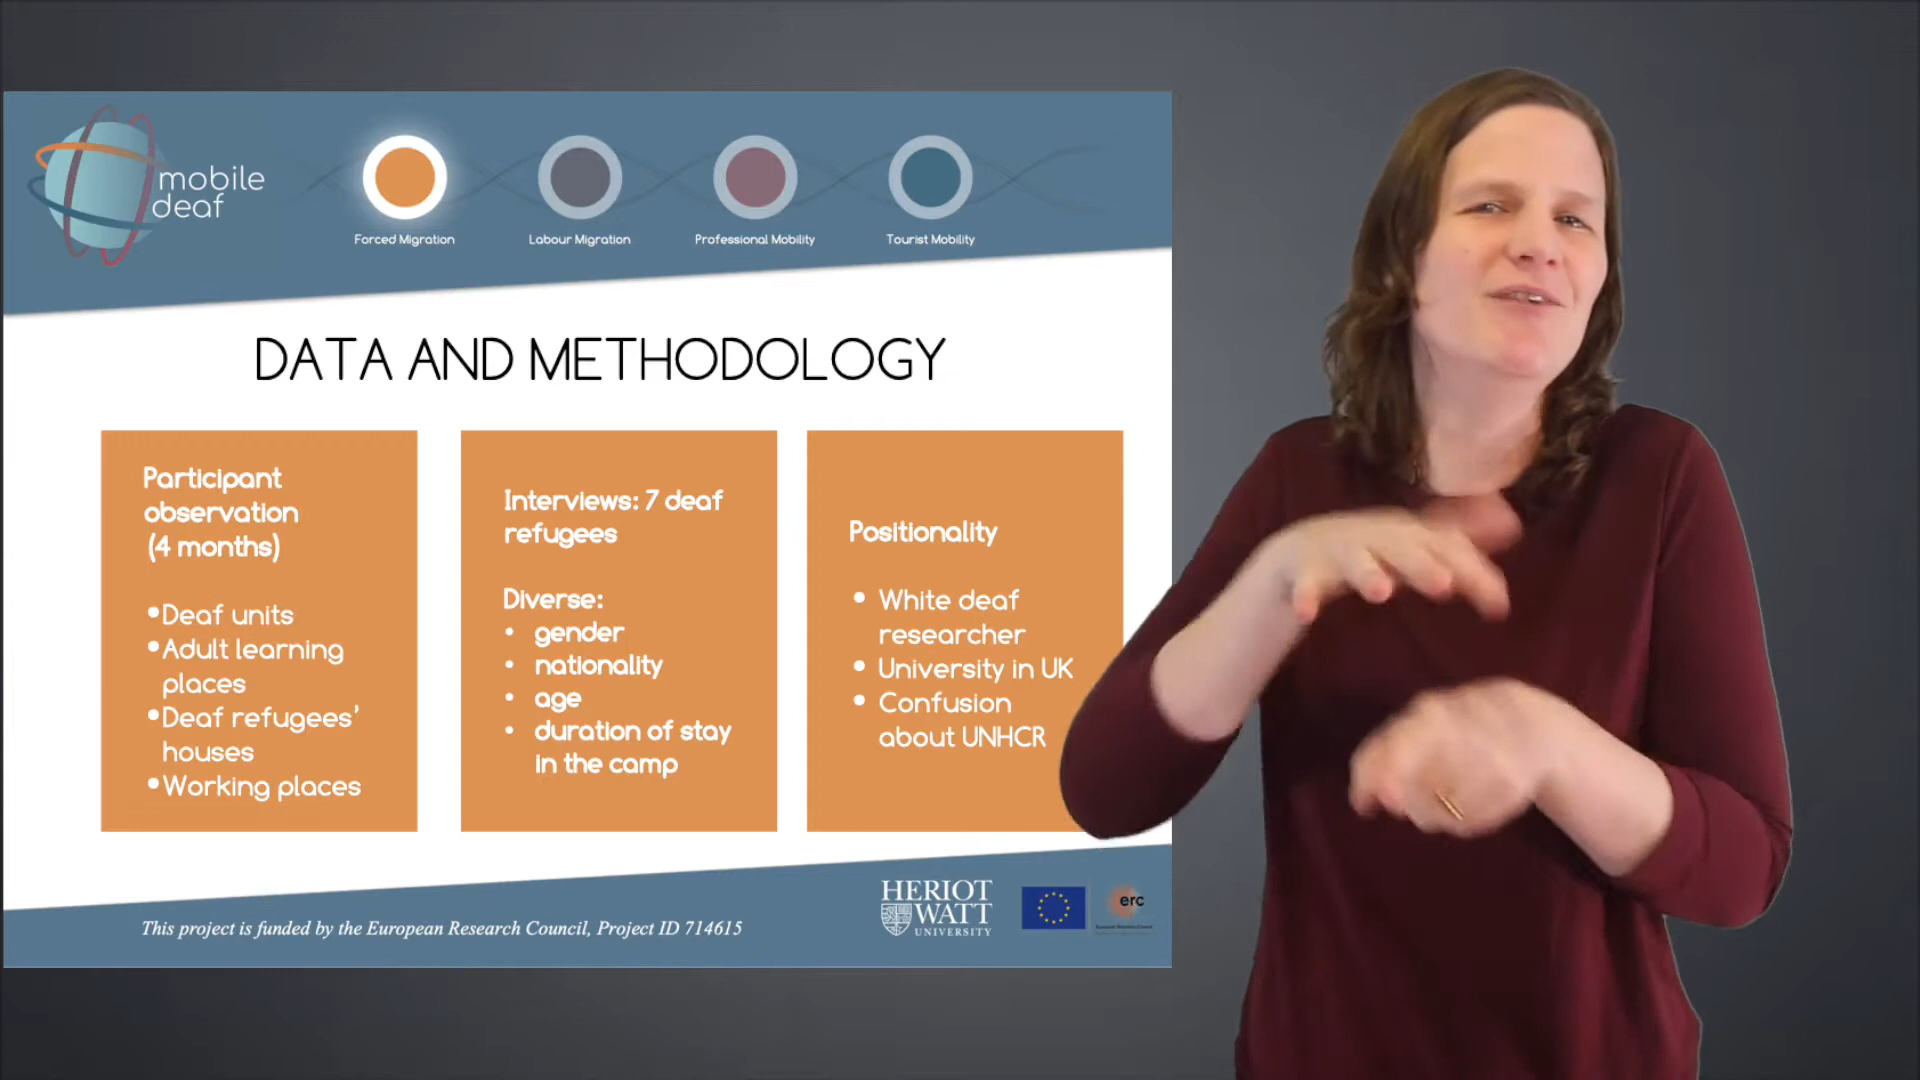 mobile
deaf
Forced Migration
Labour Migration
Professional Mobility
Tourist Mobility
DATA AND METHODOLOGY
Participant
observation
(4 months)
•Deaf units
•Adult learning
places
•Deaf refugees’
houses
•Working places
Interviews: 7 deaf
refugees
Diverse:
• gender
• nationality
• age
• duration of stay
in the camp
Positionality
• White deaf
researcher
• University in UK
• Confusion
about UNHCR
This project is funded by the European Research Council, Project ID 714615
HERIOT
WATT
UNIVERSITY
erc